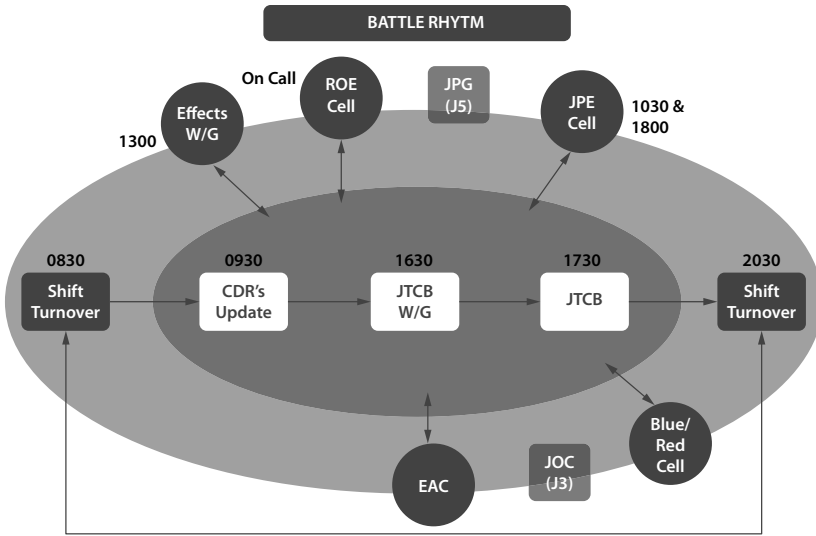 BATTLE RHYTM
On Call
ROE
Cell
JPG
(J5)
JPE
Cell
1030 &
1800
Effects
W/G
1300
0830
Shift
Turnover
0930
CDR's
Update
1630
JTCB
W/G
1730
JTCB
2030
Shift
Turnover
Blue/
Red
Cell
JOC
(J3)
EAC